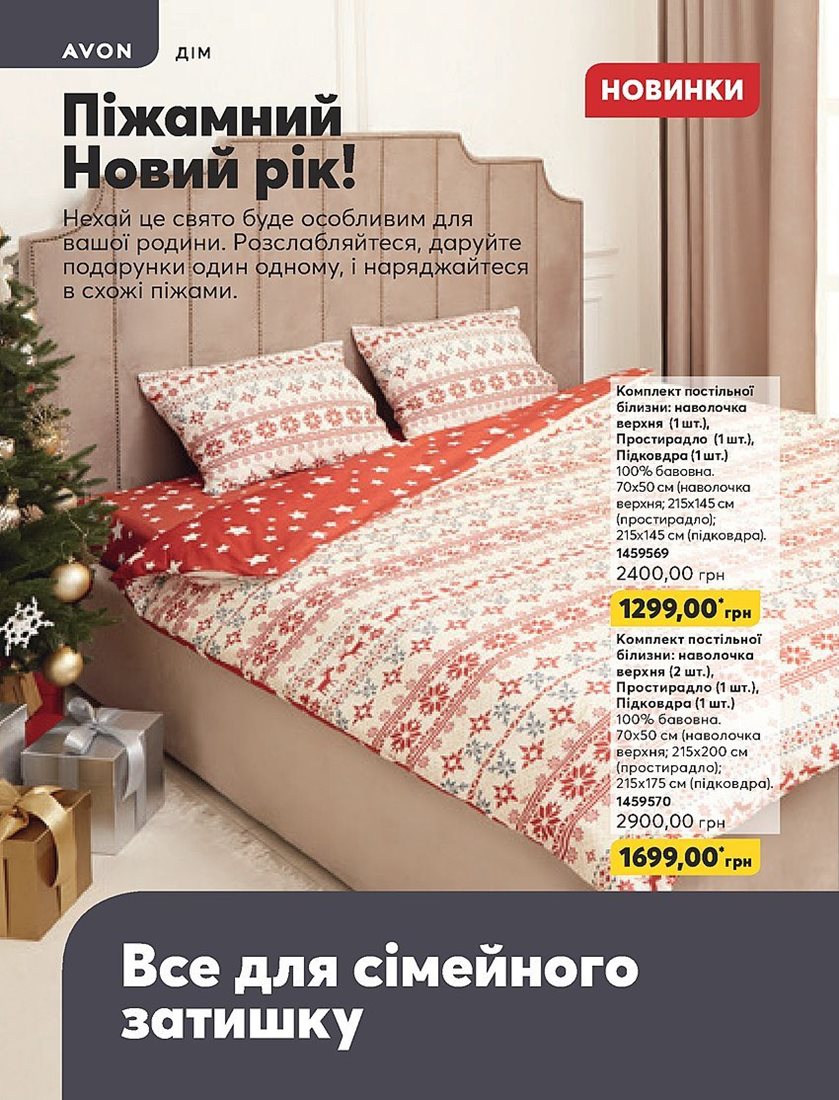 AVON ДІМ
НОВИНКИ
Піжамний
Новий рік!
Нехай це свято буде особливим для
вашої родини. Розслабляйтеся, даруйте
подарунки один одному, і наряджайтеся
в схожі піжами.
Комплект постільної
білизни: наволочка
верхня (1 шт.),
Простирадло (1 шт.),
Підковдра (1 шт.)
100% бавовна.
70x50 см (наволочка
верхня; 215x145 см
(простирадло);
215x145 см (підковдра).
1459569
2400,00 грн
1299,00*грн
Комплект постільної
білизни: наволочка
верхня (2 шт.),
Простирадло (1 шт.),
Підковдра (1 шт.)
100% бавовна.
70x50 см (наволочка
верхня; 215x200 см
(простирадло);
215x175 см (підковдра).
1459570
2900,00 грн
1699,00*грн
Все для сімейного
затишку